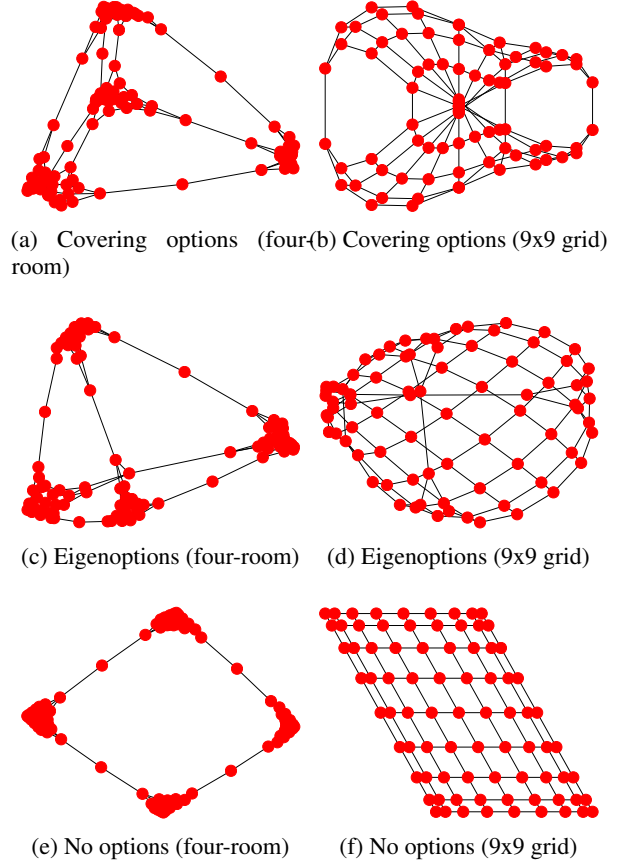 (a) Covering options (four-
room)
(b) Covering options (9x9 grid)
(c) Eigenoptions (four-room)
(d) Eigenoptions (9x9 grid)
(e) No options (four-room)
(f) No options (9x9 grid)